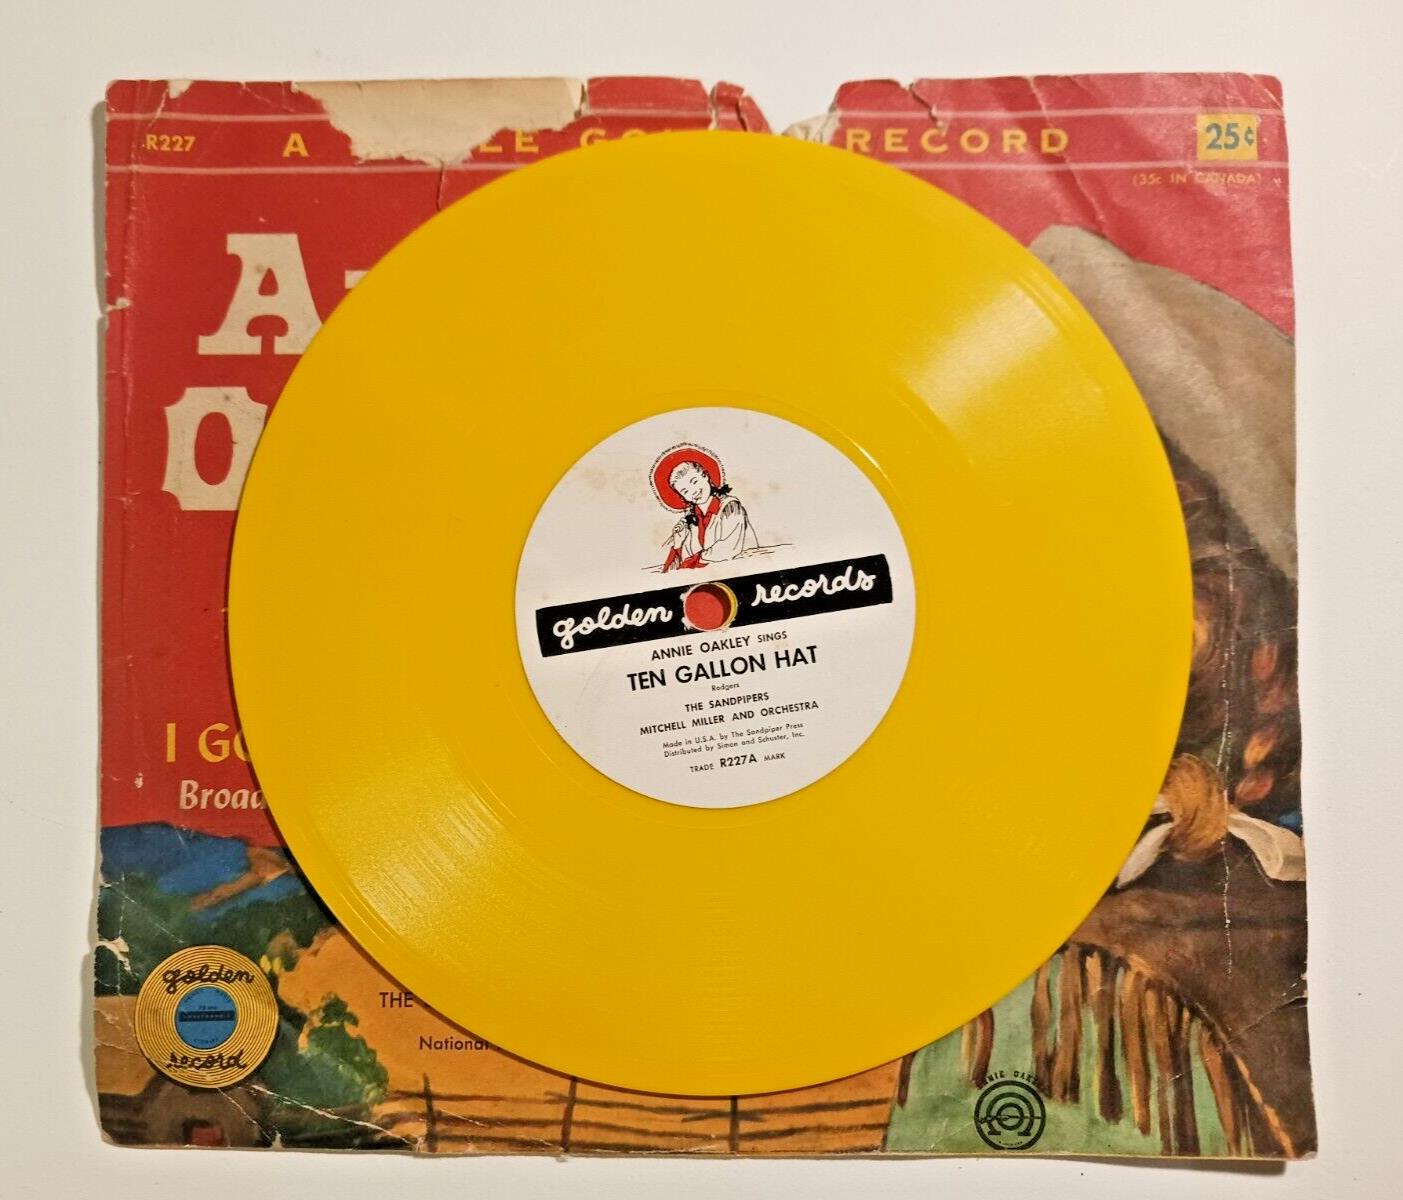 R227
A LE GO RECORD
25¢
(35c IN CANADA)
A
O
I Go
Broad
golden records
ANNIE OAKLEY SINGS
TEN GALLON HAT
Rodgers
THE SANDPIPERS
MITCHELL MILLER AND ORCHESTRA
Made in U.S.A. by The Sandpiper Press
Distributed by Simon and Schuster, Inc.
TRADE R227A MARK
golden
record
THE
National